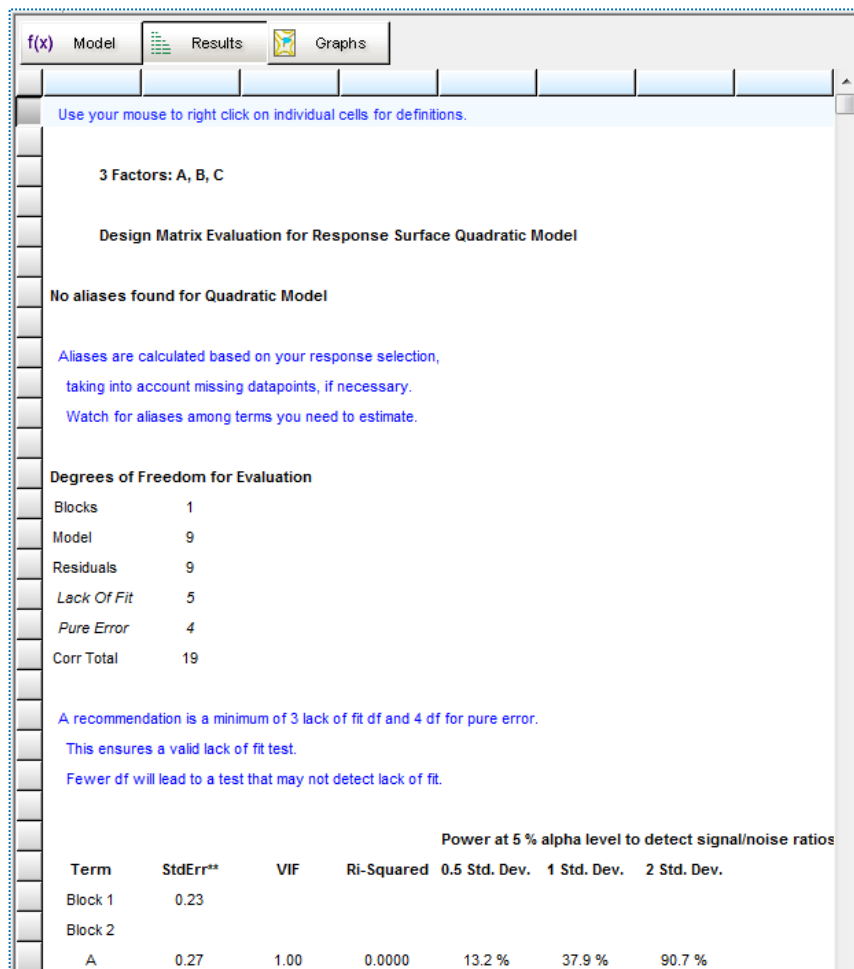 f(x) Model Results Graphs
Use your mouse to right click on individual cells for definitions.
3 Factors: A, B, C
Design Matrix Evaluation for Response Surface Quadratic Model
No aliases found for Quadratic Model
Aliases are calculated based on your response selection,
taking into account missing datapoints, if necessary.
Watch for aliases among terms you need to estimate.
Degrees of Freedom for Evaluation
Blocks 1
Model 9
Residuals 9
Lack Of Fit 5
Pure Error 4
Corr Total 19
A recommendation is a minimum of 3 lack of fit df and 4 df for pure error.
This ensures a valid lack of fit test.
Fewer df will lead to a test that may not detect lack of fit.
Power at 5 % alpha level to detect signal/noise ratios
Term StdErr** VIF Ri-Squared 0.5 Std. Dev. 1 Std. Dev. 2 Std. Dev.
Block 1 0.23
Block 2
A 0.27 1.00 0.0000 13.2 % 37.9 % 90.7 %